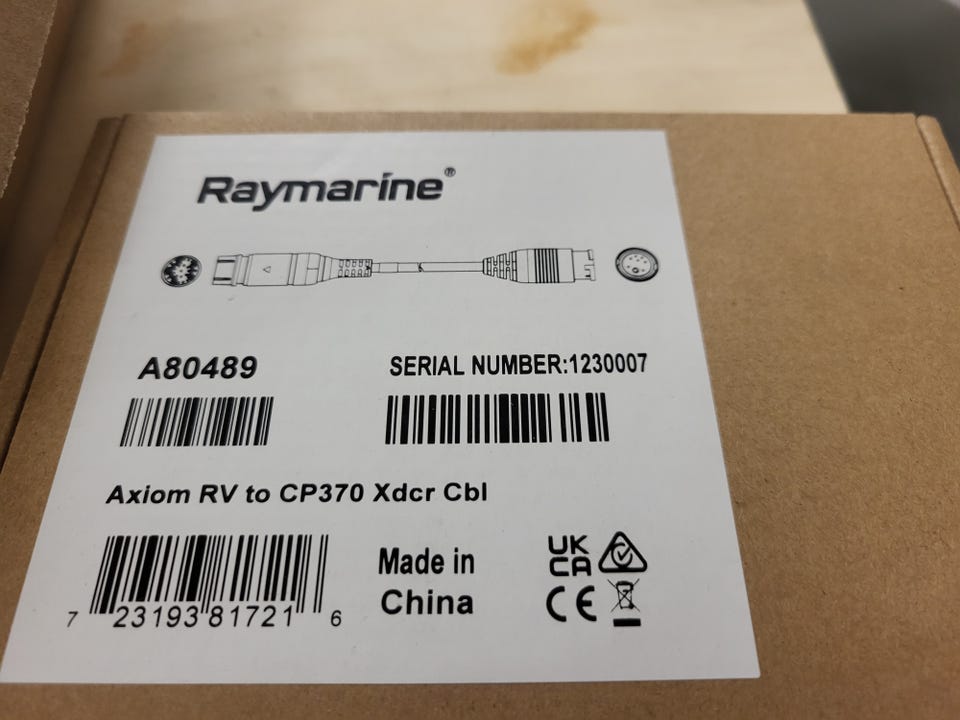 Raymarine®
A80489
SERIAL NUMBER:1230007
Axiom RV to CP370 Xdcr Cbl
7 23193 81721 6
Made in
China
UK
CA
CE